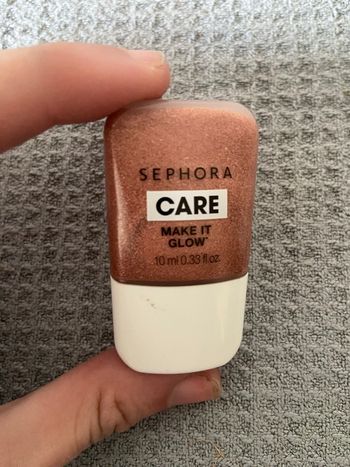 SEPHORA
CARE
MAKE IT
GLOW*
10 ml 0.33 fl oz